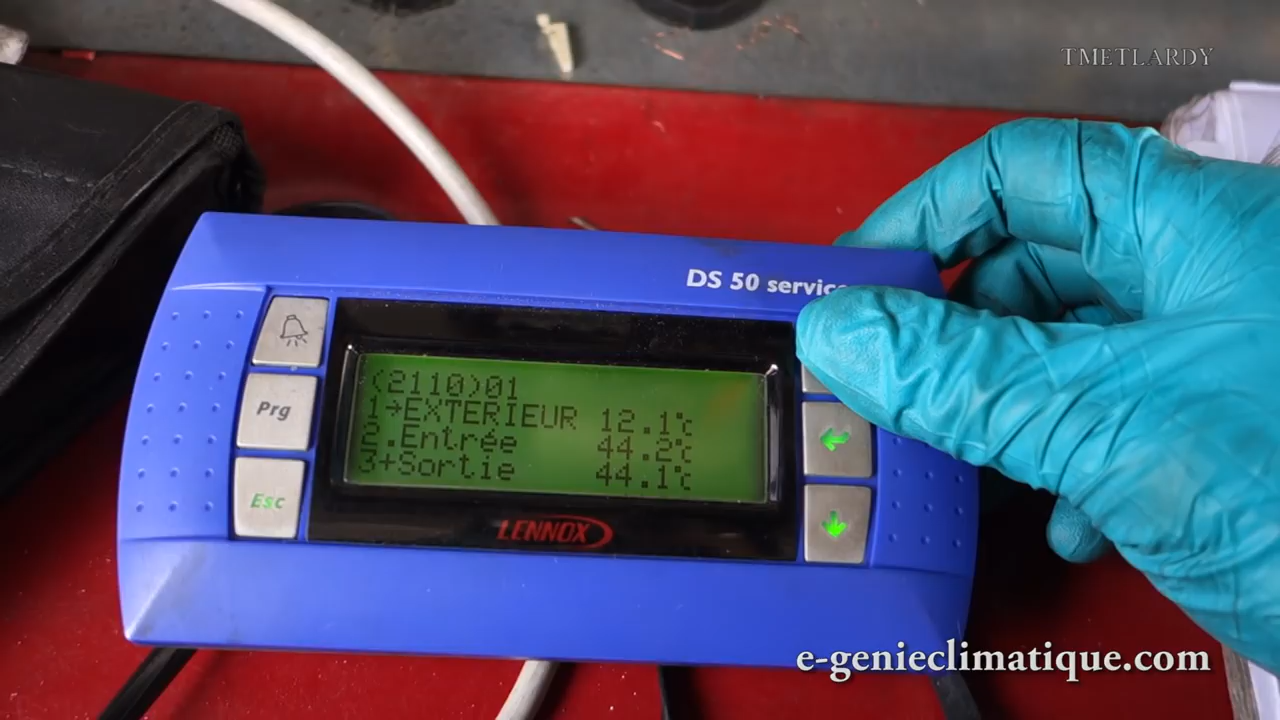 TMETLARDY
DS 50 service
(2110)01
1→EXTERIEUR 12.1°c
2.Entrée 44.2°c
3+Sortie 44.1°c
Prg
Esc
LENNOX
e-genieclimatique.com